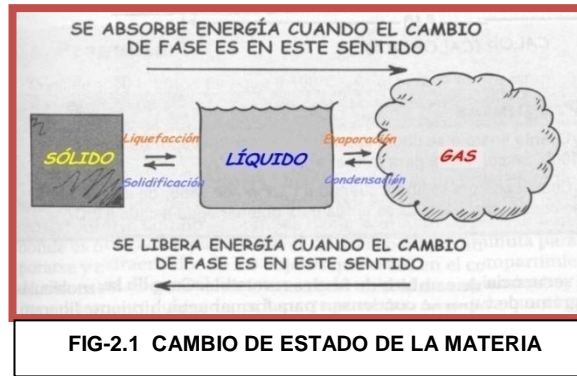 SE ABSORBE ENERGÍA CUANDO EL CAMBIO
DE FASE ES EN ESTE SENTIDO
SÓLIDO
Liquefacción
Solidificación
LÍQUIDO
Evaporación
Condensación
GAS
SE LIBERA ENERGÍA CUANDO EL CAMBIO
DE FASE ES EN ESTE SENTIDO
FIG-2.1 CAMBIO DE ESTADO DE LA MATERIA